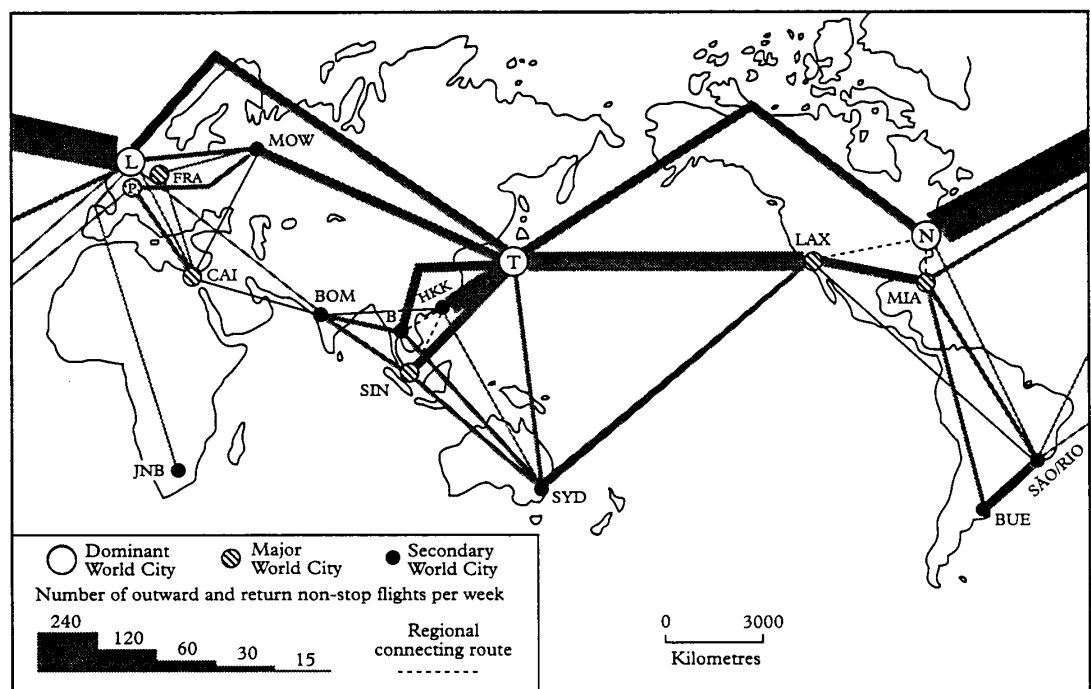 MOW
L
FRA
P
CAI
BOM
HKK
B
T
SIN
JNB
SYD
LAX
N
MIA
SÃO/RIO
BUE
Dominant
World City
Major
World City
Secondary
World City
Number of outward and return non-stop flights per week
240
120
60
30
15
Regional
connecting route
0 3000
Kilometres